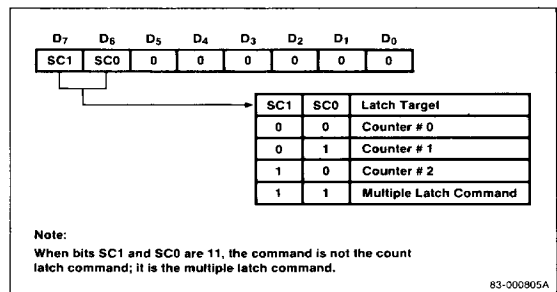 D7 D6 D5 D4 D3 D2 D1 D0
SC1 SC0 0 0 0 0 0 0
SC1 SC0 Latch Target
0 0 Counter # 0
0 1 Counter # 1
1 0 Counter # 2
1 1 Multiple Latch Command
Note:
When bits SC1 and SC0 are 11, the command is not the count
latch command; it is the multiple latch command.
83-000805A